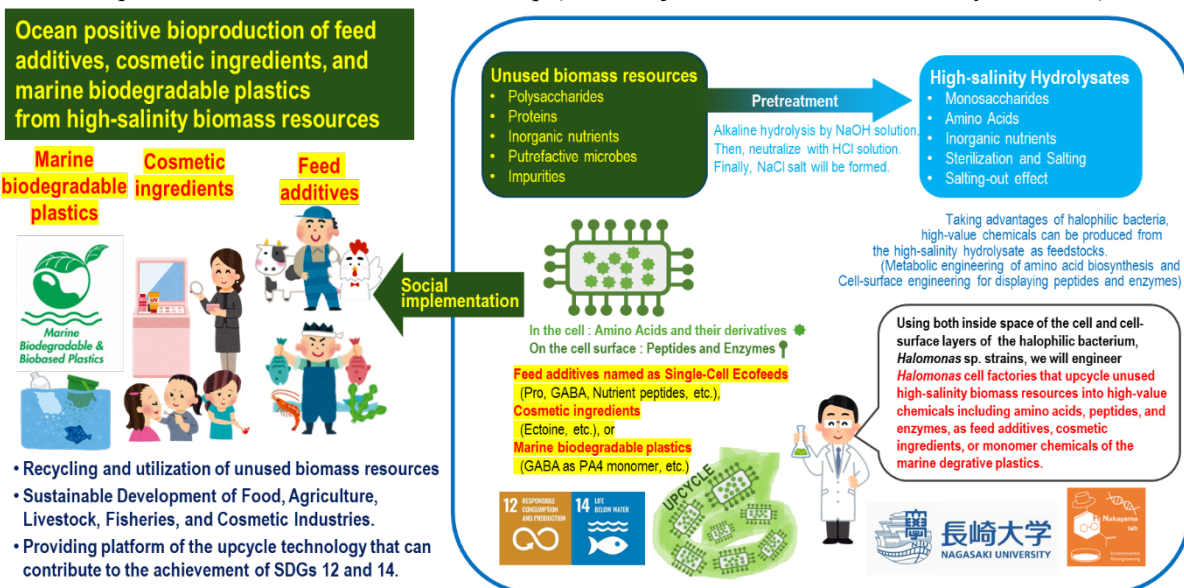 Ocean positive bioproduction of feed
additives, cosmetic ingredients, and
marine biodegradable plastics
from high-salinity biomass resources
Marine
biodegradable
plastics
Cosmetic
ingredients
Feed
additives
Marine
Biodegradable &
Biobased Plastics
• Recycling and utilization of unused biomass resources
• Sustainable Development of Food, Agriculture,
Livestock, Fisheries, and Cosmetic Industries.
• Providing platform of the upcycle technology that can
contribute to the achievement of SDGs 12 and 14.
Social
implementation
Unused biomass resources
• Polysaccharides
• Proteins
• Inorganic nutrients
• Putrefactive microbes
• Impurities
Pretreatment
Alkaline hydrolysis by NaOH solution.
Then, neutralize with HCl solution.
Finally, NaCl salt will be formed.
High-salinity Hydrolysates
• Monosaccharides
• Amino Acids
• Inorganic nutrients
• Sterilization and Salting
• Salting-out effect
Taking advantages of halophilic bacteria,
high-value chemicals can be produced from
the high-salinity hydrolysate as feedstocks.
(Metabolic engineering of amino acid biosynthesis and
Cell-surface engineering for displaying peptides and enzymes)
In the cell : Amino Acids and their derivatives
On the cell surface : Peptides and Enzymes
Feed additives named as Single-Cell Ecofeeds
(Pro, GABA, Nutrient peptides, etc.),
Cosmetic ingredients
(Ectoine, etc.), or
Marine biodegradable plastics
(GABA as PA4 monomer, etc.)
Using both inside space of the cell and cell-
surface layers of the halophilic bacterium,
Halomonas sp. strains, we will engineer
Halomonas cell factories that upcycle unused
high-salinity biomass resources into high-value
chemicals including amino acids, peptides, and
enzymes, as feed additives, cosmetic
ingredients, or monomer chemicals of the
marine degrative plastics.
12 RESPONSIBLE
CONSUMPTION
AND PRODUCTION
14 LIFE
BELOW WATER
UPCYCLE
長崎大学
NAGASAKI UNIVERSITY
Nakayama
lab